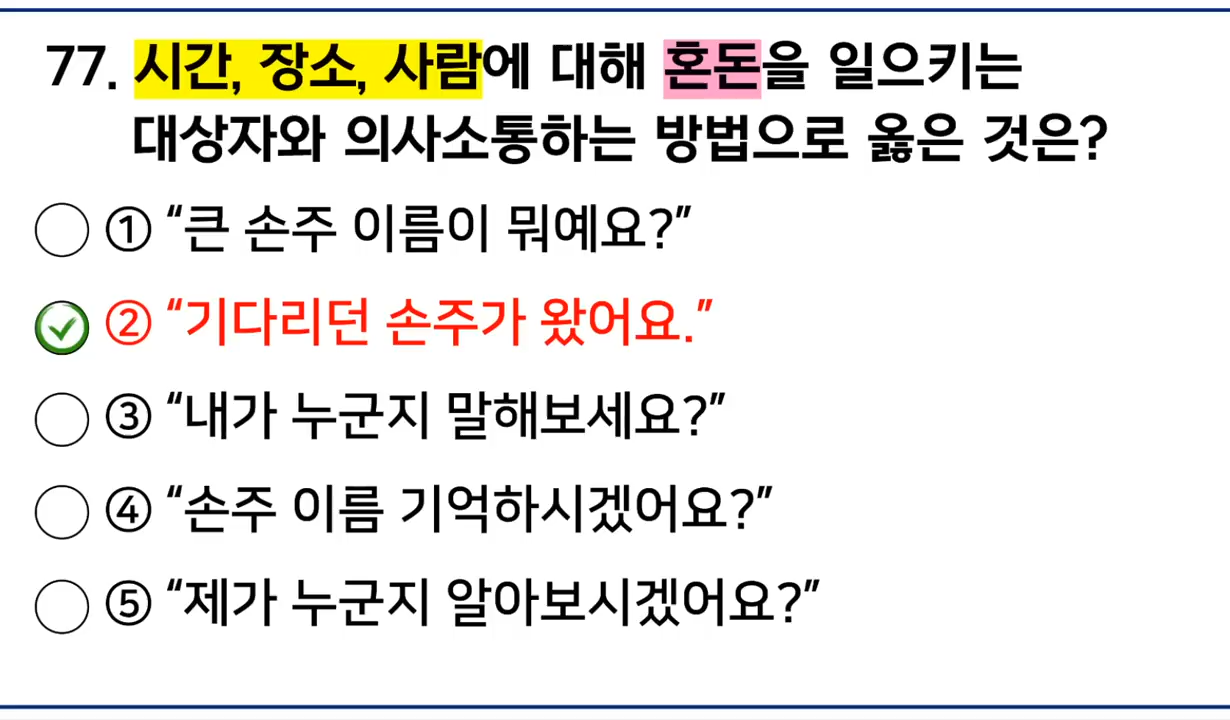 77. 시간, 장소, 사람에 대해 혼돈을 일으키는
대상자와 의사소통하는 방법으로 옳은 것은?
① “큰 손주 이름이 뭐예요?”
② “기다리던 손주가 왔어요.”
③ “내가 누군지 말해보세요?”
④ “손주 이름 기억하시겠어요?”
⑤ “제가 누군지 알아보시겠어요?”